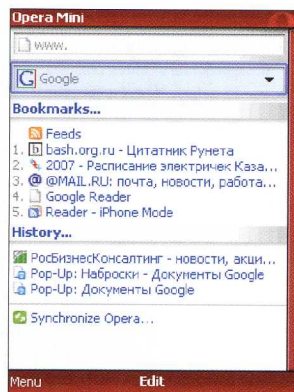 Opera Mini
www.
Google
Bookmarks...
Feeds
1. bash.org.ru - Цитатник Рунета
2. 2007 - Расписание электричек Каза...
3. @MAIL.RU: почта, новости, работа...
4. Google Reader
5. Reader - iPhone Mode
History...
РосБизнесКонсалтинг - новости, акци...
Pop-Up: Наброски - Документы Google
Pop-Up: Документы Google
Synchronize Opera...
Menu Edit